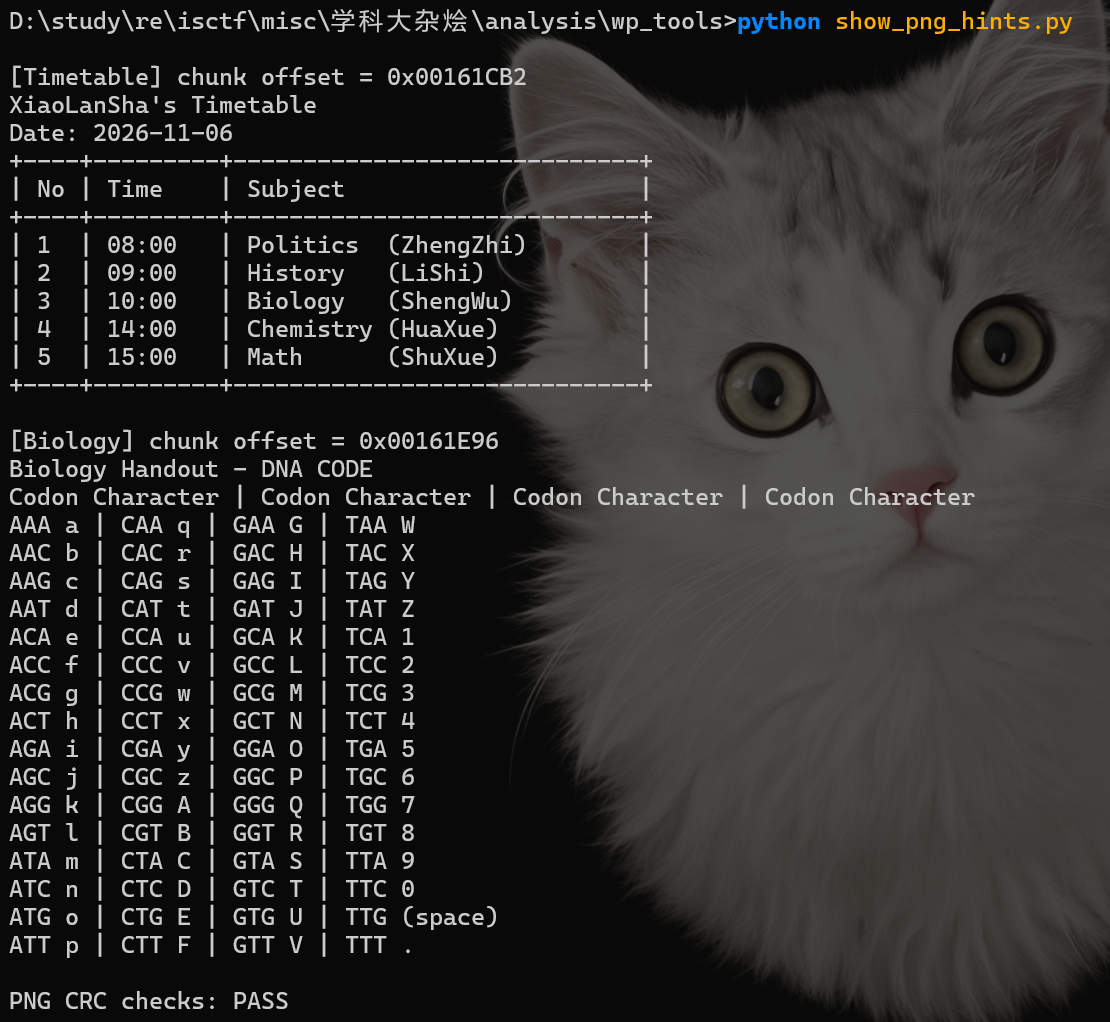 D:\study\re\isctf\misc\学科大杂烩\analysis\wp_tools>python show_png_hints.py
[Timetable] chunk offset = 0x00161CB2
XiaoLanSha's Timetable
Date: 2026-11-06
+----+---------+-----------------------------+
| No | Time    | Subject                     |
+----+---------+-----------------------------+
| 1  | 08:00   | Politics  (ZhengZhi)        |
| 2  | 09:00   | History   (LiShi)           |
| 3  | 10:00   | Biology   (ShengWu)         |
| 4  | 14:00   | Chemistry (HuaXue)          |
| 5  | 15:00   | Math      (ShuXue)          |
+----+---------+-----------------------------+
[Biology] chunk offset = 0x00161E96
Biology Handout - DNA CODE
Codon Character | Codon Character | Codon Character | Codon Character
AAA a | CAA q | GAA G | TAA W
AAC b | CAC r | GAC H | TAC X
AAG c | CAG s | GAG I | TAG Y
AAT d | CAT t | GAT J | TAT Z
ACA e | CCA u | GCA K | TCA 1
ACC f | CCC v | GCC L | TCC 2
ACG g | CCG w | GCG M | TCG 3
ACT h | CCT x | GCT N | TCT 4
AGA i | CGA y | GGA O | TGA 5
AGC j | CGC z | GGC P | TGC 6
AGG k | CGG A | GGG Q | TGG 7
AGT l | CGT B | GGT R | TGT 8
ATA m | CTA C | GTA S | TTA 9
ATC n | CTC D | GTC T | TTC 0
ATG o | CTG E | GTG U | TTG (space)
ATT p | CTT F | GTT V | TTT .
PNG CRC checks: PASS